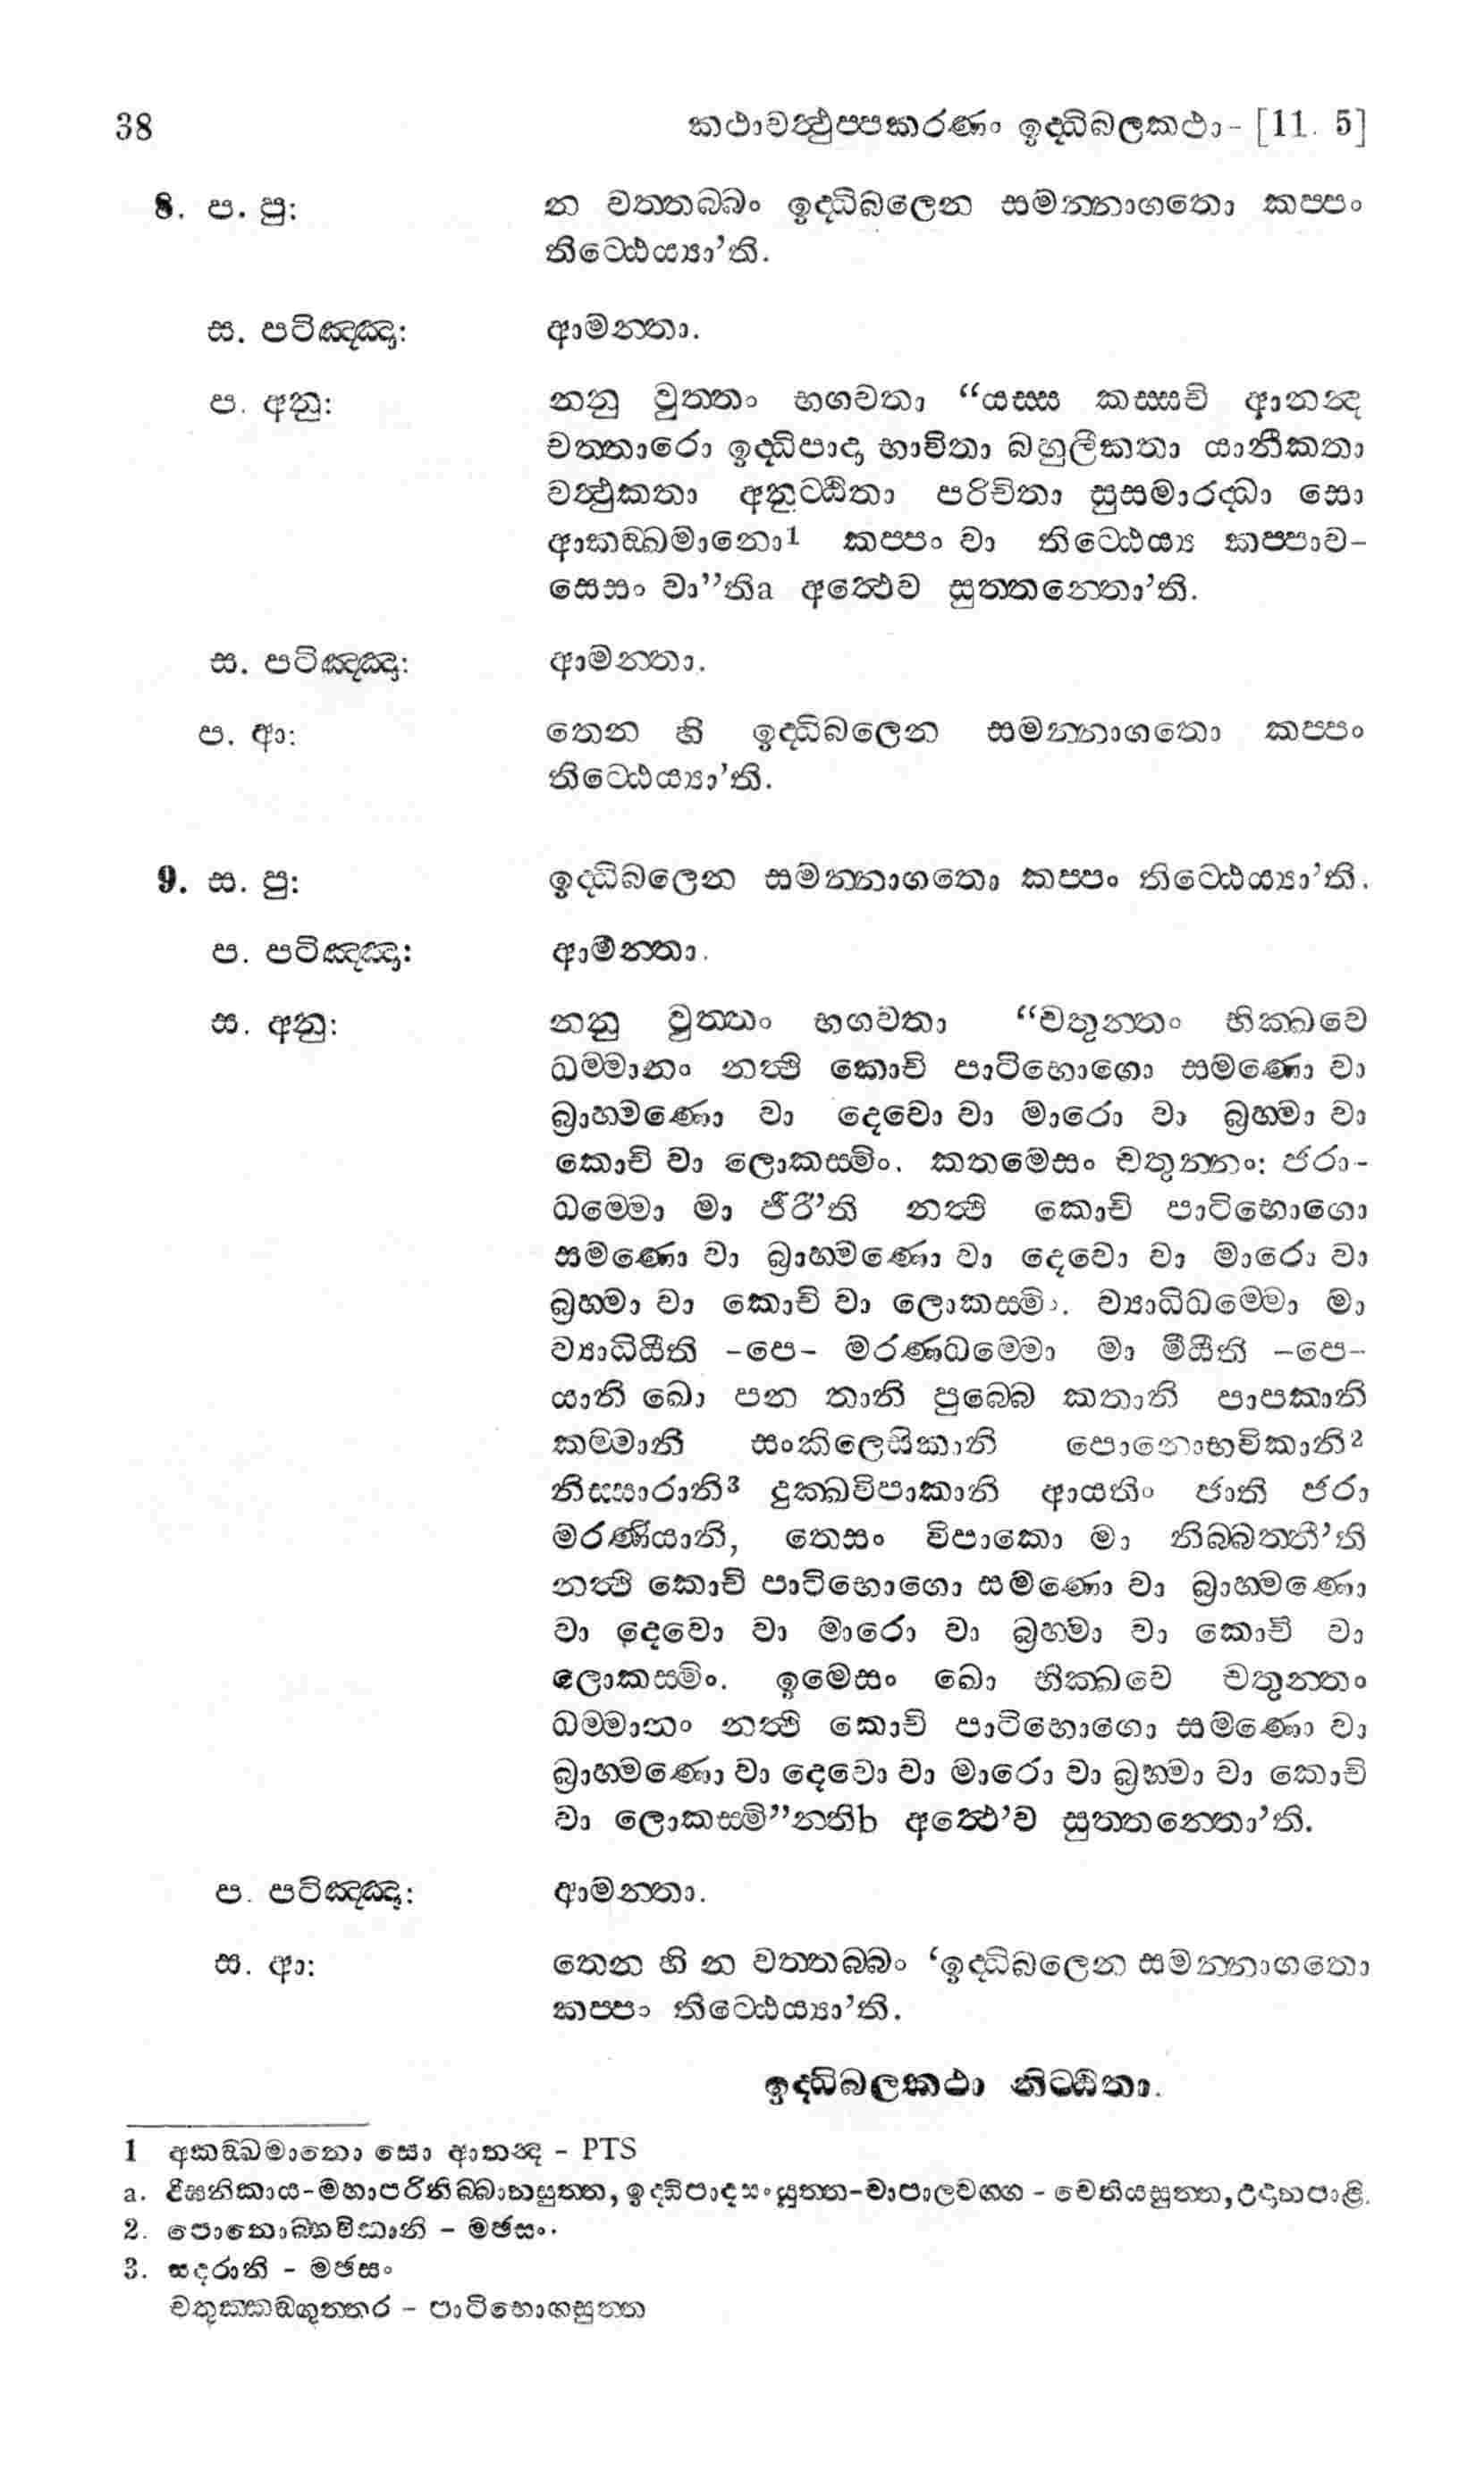 38 කථාවත්‍ථුප්පකරණං ඉද්‍ධිබලකථා- [11. 5]
8. ප. පු: න වත්තබ්බං ඉද්‍ධිබලෙන සමන්නාගතො කප්පං
තිට්ඨෙය්‍යා'ති.
ස. පටිඤ්ඤා: ආමන්තා.
ප. අනු: නනු වුත්තං භගවතා “යස්ස කස්සචි ආනන්‍ද
චත්තාරො ඉද්‍ධිපාදා භාවිතා බහුලීකතා යානීකතා
වත්‍ථුකතා අනුට්ඨිතා පරිචිතා සුසමාරද්‍ධා සො
ආකඞ්ඛමානො1 කප්පං වා තිට්ඨෙය්‍ය කප්පාව-
සෙසං වා”තිa අත්‍ථෙව සුත්තන්තො'ති.
ස. පටිඤ්ඤා: ආමන්තා.
ප. ආ: තෙන හි ඉද්‍ධිබලෙන සමන්නාගතො කප්පං
තිට්ඨෙය්‍යා'ති.
9. ස. පු: ඉද්‍ධිබලෙන සමන්නාගතො කප්පං තිට්ඨෙය්‍යා'ති.
ප. පටිඤ්ඤා: ආමන්තා.
ස. අනු: නනු වුත්තං භගවතා “චතුන්නං භික්ඛවෙ
ධම්මානං නත්‍ථි කොචි පාටිභොගො සමණො වා
බ්‍රාහ්මණො වා දෙවො වා මාරො වා බ්‍රහ්මා වා
කොචි වා ලොකස්මිං. කතමෙසං චතුන්නං: ජරා-
ධම්මො මා ජීරී'ති නත්‍ථි කොචි පාටිභොගො
සමණො වා බ්‍රාහ්මණො වා දෙවො වා මාරො වා
බ්‍රහ්මා වා කොචි වා ලොකස්මිං. ව්‍යාධිධම්මො මා
ව්‍යාධියීති -පෙ- මරණධම්මො මා මීයීති -පෙ-
යානි ඛො පන තානි පුබ්බෙ කතානි පාපකානි
කම්මානි සංකිලෙසිකානි පොනොභවිකානි2
නිස්සාරානි3 දුක්ඛවිපාකානි ආයතිං ජාති ජරා
මරණියානි, තෙසං විපාකො මා නිබ්බත්තී'ති
නත්‍ථි කොචි පාටිභොගො සමණො වා බ්‍රාහ්මණො
වා දෙවො වා මාරො වා බ්‍රහ්මා වා කොචි වා
ලොකස්මිං. ඉමෙසං ඛො භික්ඛවෙ චතුන්නං
ධම්මානං නත්‍ථි කොචි පාටිභොගො සමණො වා
බ්‍රාහ්මණො වා දෙවො වා මාරො වා බ්‍රහ්මා වා කොචි
වා ලොකස්මි”න්තිb අත්‍ථෙ'ව සුත්තන්තො'ති.
ප. පටිඤ්ඤා: ආමන්තා.
ස. ආ: තෙන හි න වත්තබ්බං ‘ඉද්‍ධිබලෙන සමන්නාගතො
කප්පං තිට්ඨෙය්‍යා'ති.
ඉද්‍ධිබලකථා නිට්ඨිතා.
1 අකඞ්ඛමානො සො ආනන්‍ද - PTS
a. දීඝනිකාය-මහාපරිනිබ්බානසුත්ත, ඉද්‍ධිපාදසංයුත්ත-චාපාලවග්ග - චෙතියසුත්ත, උදානපාළි.
2. පොනොබ්භවිකානි - මඡසං.
3. සදරානි - මඡසං
චතුක්කඞ්ගුත්තර - පාටිභොගසුත්ත